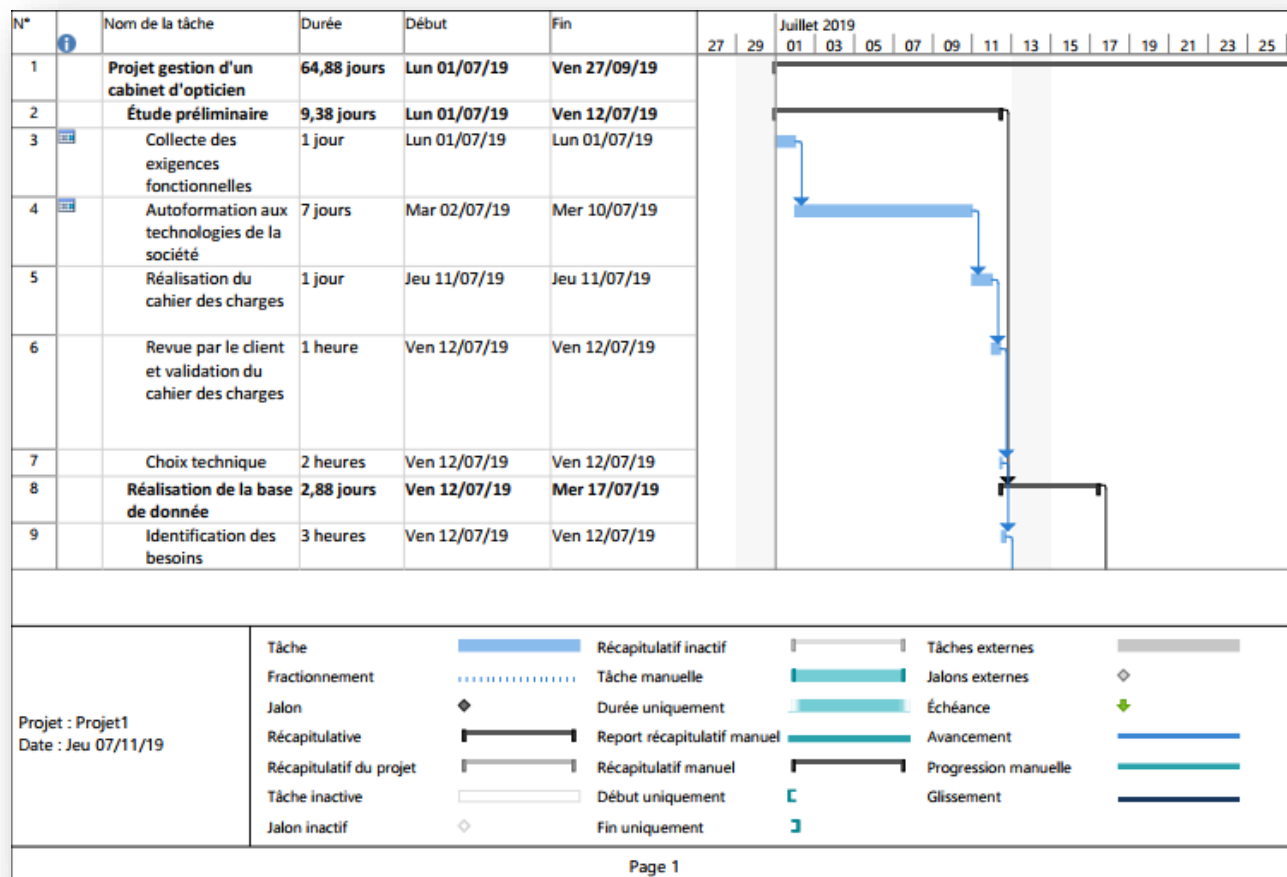 N° Nom de la tâche Durée Début Fin Juillet 2019
27 29 01 03 05 07 09 11 13 15 17 19 21 23 25
1 Projet gestion d'un 64,88 jours Lun 01/07/19 Ven 27/09/19
cabinet d'opticien
2 Étude préliminaire 9,38 jours Lun 01/07/19 Ven 12/07/19
3 Collecte des 1 jour Lun 01/07/19 Lun 01/07/19
exigences
fonctionnelles
4 Autoformation aux 7 jours Mar 02/07/19 Mer 10/07/19
technologies de la
société
5 Réalisation du 1 jour Jeu 11/07/19 Jeu 11/07/19
cahier des charges
6 Revue par le client 1 heure Ven 12/07/19 Ven 12/07/19
et validation du
cahier des charges
7 Choix technique 2 heures Ven 12/07/19 Ven 12/07/19
8 Réalisation de la base 2,88 jours Ven 12/07/19 Mer 17/07/19
de donnée
9 Identification des 3 heures Ven 12/07/19 Ven 12/07/19
besoins
Projet : Projet1
Date : Jeu 07/11/19
Tâche Récapitulatif inactif Tâches externes
Fractionnement Tâche manuelle Jalons externes
Jalon Durée uniquement Échéance
Récapitulative Report récapitulatif manuel Avancement
Récapitulatif du projet Récapitulatif manuel Progression manuelle
Tâche inactive Début uniquement Glissement
Jalon inactif Fin uniquement
Page 1